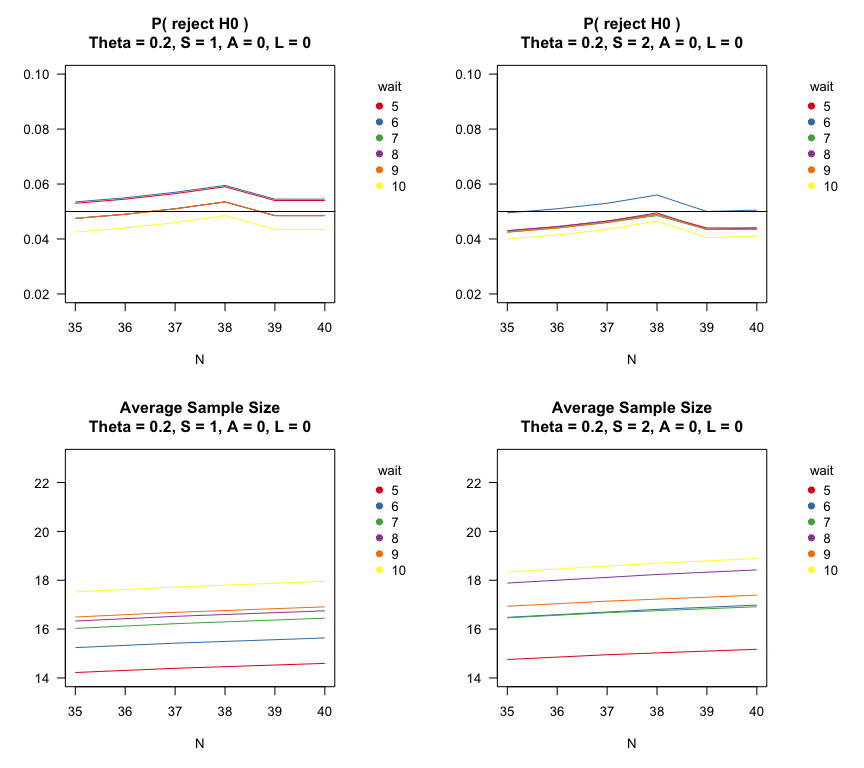 P( reject H0 )
Theta = 0.2, S = 1, A = 0, L = 0
0.10
0.08
0.06
0.04
0.02
35 36 37 38 39 40
N
wait
5
6
7
8
9
10
P( reject H0 )
Theta = 0.2, S = 2, A = 0, L = 0
0.10
0.08
0.06
0.04
0.02
35 36 37 38 39 40
N
wait
5
6
7
8
9
10
Average Sample Size
Theta = 0.2, S = 1, A = 0, L = 0
22
20
18
16
14
35 36 37 38 39 40
N
wait
5
6
7
8
9
10
Average Sample Size
Theta = 0.2, S = 2, A = 0, L = 0
22
20
18
16
14
35 36 37 38 39 40
N
wait
5
6
7
8
9
10